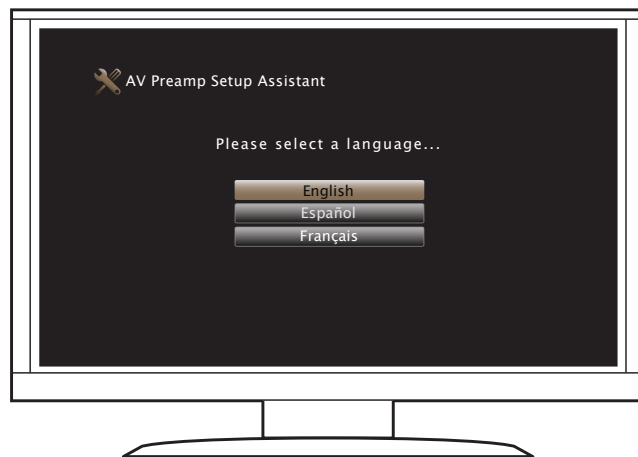 AV Preamp Setup Assistant
Please select a language...
English
Español
Français